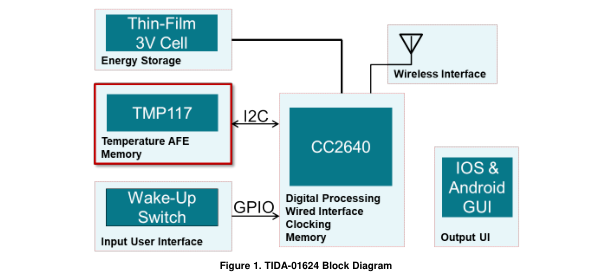 Thin-Film
3V Cell
Energy Storage
Wireless Interface
TMP117
Temperature AFE
Memory
I2C
CC2640
Digital Processing
Wired Interface
Clocking
Memory
Wake-Up
Switch
Input User Interface
GPIO
IOS &
Android
GUI
Output UI
Figure 1. TIDA-01624 Block Diagram